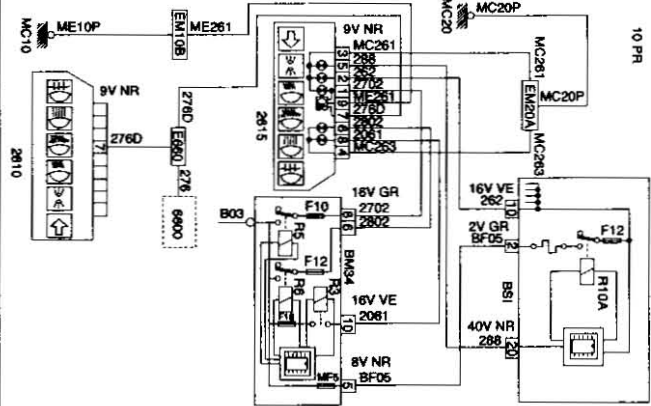 MC10
ME10P
EM10B
ME261
MC20
MC20P
10 PR
MC261
EM20A
MC20P
MC263
9V NR
276D
7
2610
276D
E660
276
6800
2615
9V NR
MC261
288
262
2702
ME261
276D
2802
2061
MC263
3
5
2
1
9
7
6
8
4
B03
16V GR
2702
2802
8
6
F10
R5
F12
R6
R3
BM34
16V VE
2061
10
8V NR
BF05
5
MF5
16V VE
262
10
2V GR
BF05
2
F12
R10A
BSI
40V NR
288
20